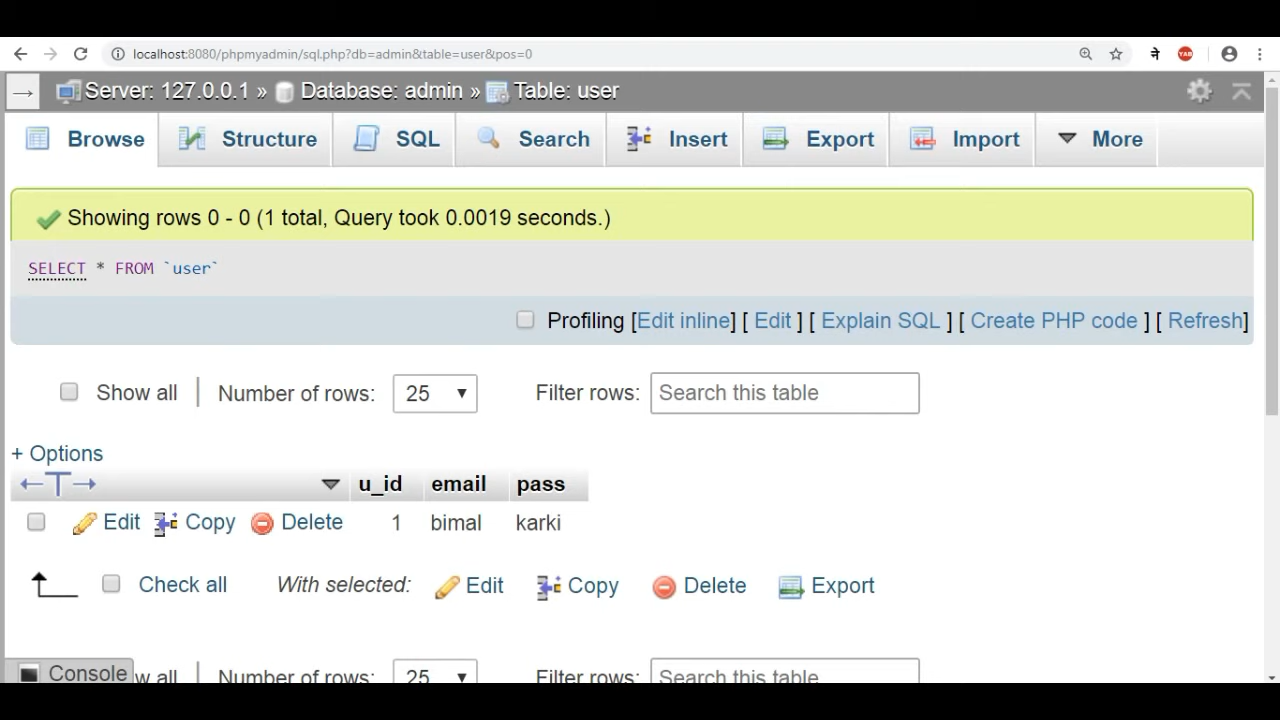 localhost:8080/phpmyadmin/sql.php?db=admin&table=user&pos=0 ने YAB
→ Server: 127.0.0.1 » Database: admin » Table: user
Browse Structure SQL Search Insert Export Import More
Showing rows 0 - 0 (1 total, Query took 0.0019 seconds.)
SELECT * FROM `user`
Profiling [Edit inline] [ Edit ] [ Explain SQL ] [ Create PHP code ] [ Refresh]
Show all Number of rows: 25 Filter rows: Search this table
+ Options
←T→ u_id email pass
Edit Copy Delete 1 bimal karki
Check all With selected: Edit Copy Delete Export
Console w all Number of rows: 25 Filter rows: Search this table